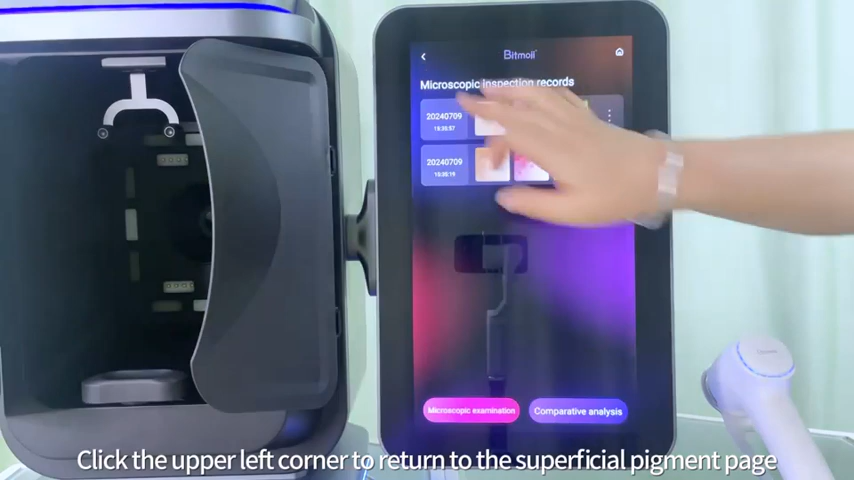 Bitmoji
Microscopic inspection records
20240709
15:35:57
20240709
15:35:19
Microscopic examination
Comparative analysis
Click the upper left corner to return to the superficial pigment page